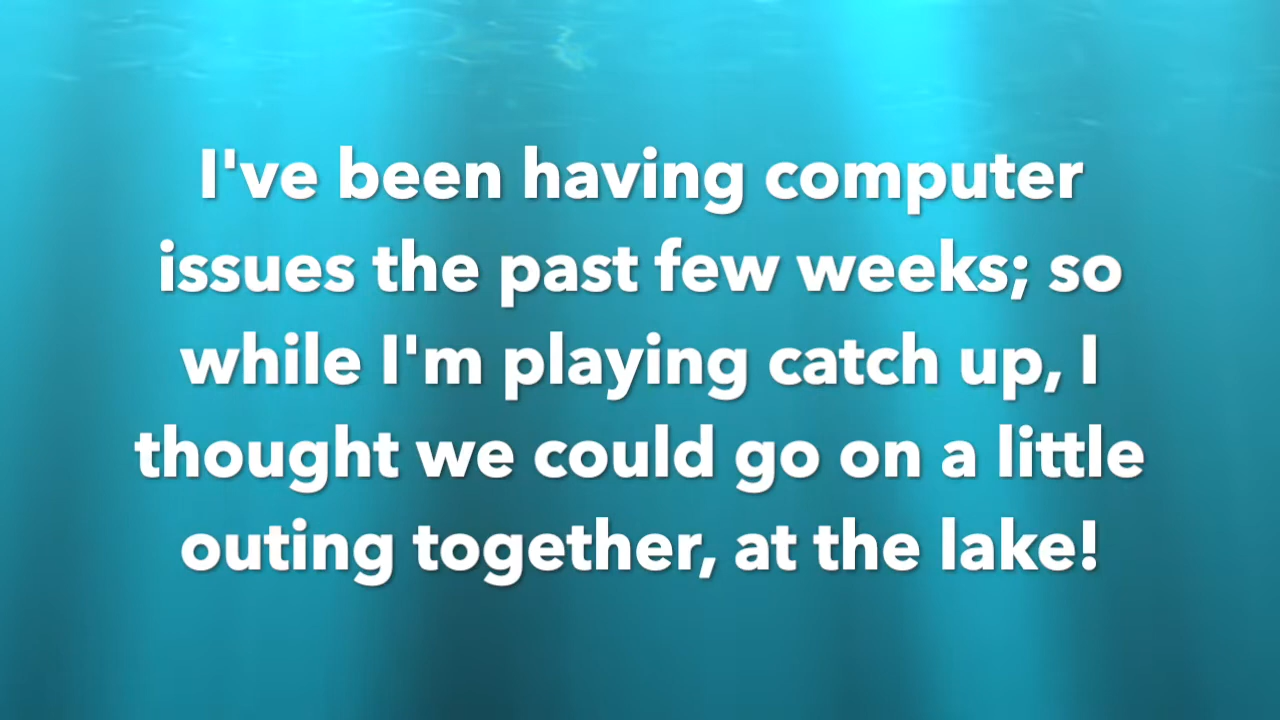 I've been having computer
issues the past few weeks; so
while I'm playing catch up, I
thought we could go on a little
outing together, at the lake!